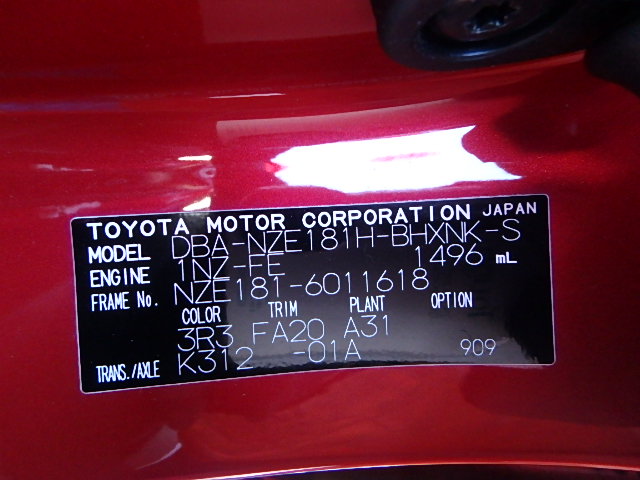 TOYOTA MOTOR CORPORATION JAPAN
MODEL DBA-NZE181H-BHXNK-S
ENGINE 1NZ-FE 1496 mL
FRAME No. NZE181-6011618
COLOR TRIM PLANT OPTION
3R3 FA20 A31
TRANS./AXLE K312 -01A 909